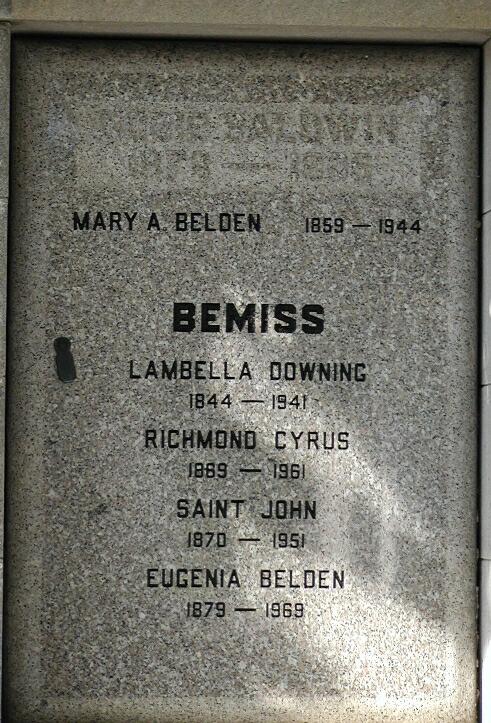 MARY A. BELDEN 1859 — 1944
BEMISS
LAMBELLA DOWNING
1844 — 1941
RICHMOND CYRUS
1889 — 1961
SAINT JOHN
1870 — 1951
EUGENIA BELDEN
1879 — 1969